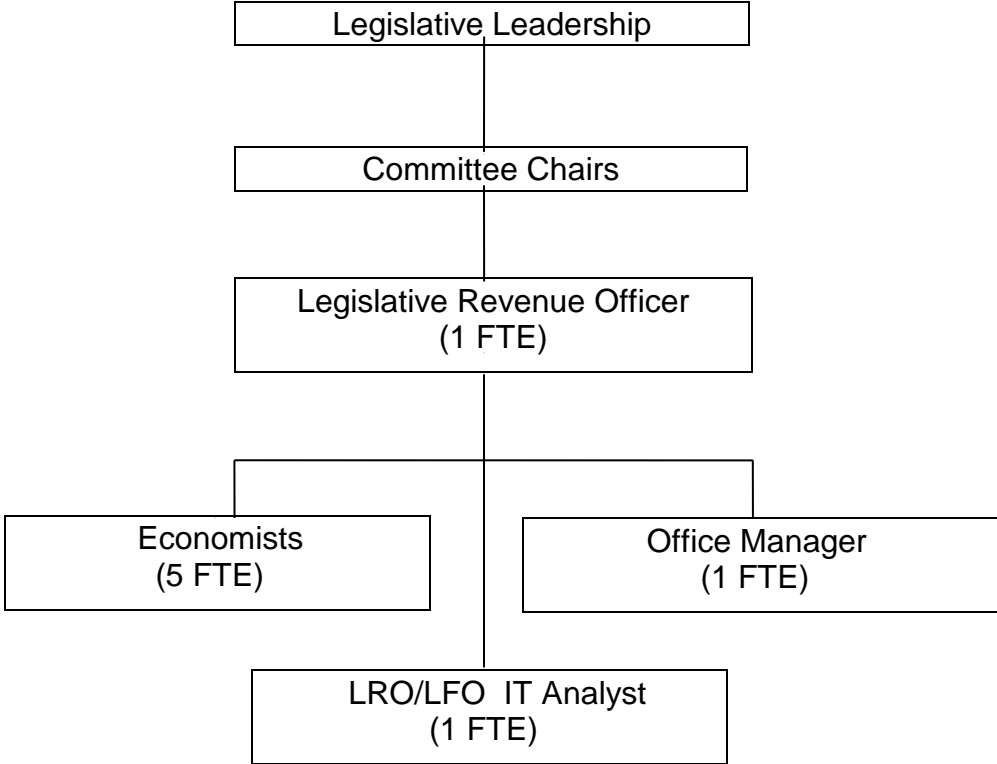 Legislative Leadership
Committee Chairs
Legislative Revenue Officer
(1 FTE)
Economists
(5 FTE)
Office Manager
(1 FTE)
LRO/LFO  IT Analyst
(1 FTE)